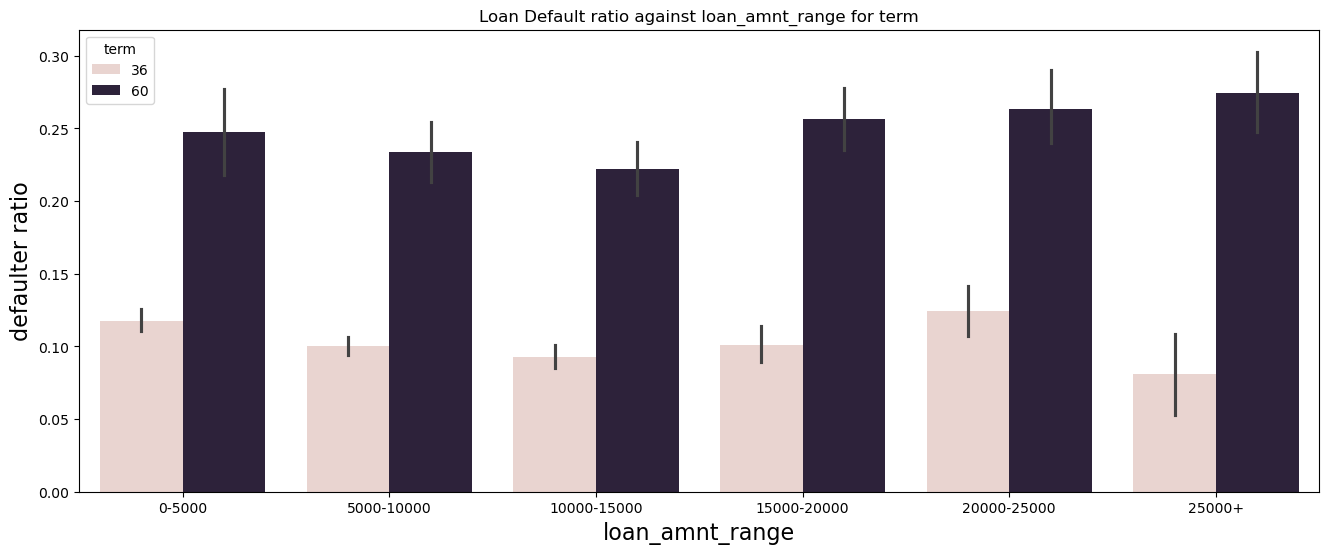 Loan Default ratio against loan_amnt_range for term
term
36
60
defaulter ratio
0.30
0.25
0.20
0.15
0.10
0.05
0.00
0-5000 5000-10000 10000-15000 15000-20000 20000-25000 25000+
loan_amnt_range